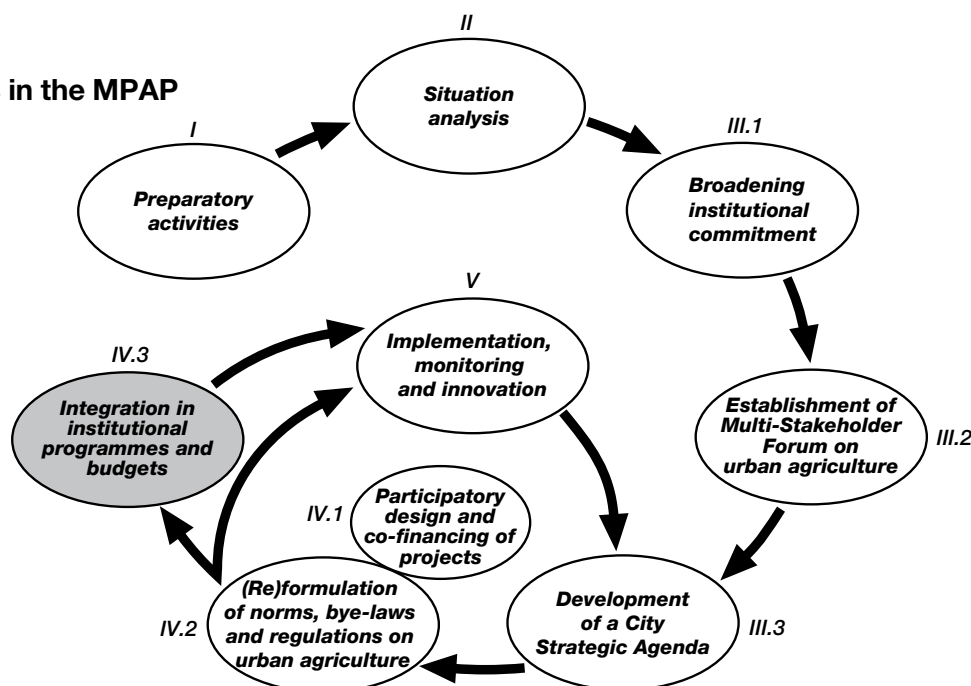 in the MPAP
I
Preparatory
activities
II
Situation
analysis
III.1
Broadening
institutional
commitment
III.2
Establishment of
Multi-Stakeholder
Forum on
urban agriculture
III.3
Development
of a City
Strategic Agenda
IV.1
Participatory
design and
co-financing of
projects
IV.2
(Re)formulation
of norms, bye-laws
and regulations on
urban agriculture
IV.3
Integration in
institutional
programmes and
budgets
V
Implementation,
monitoring
and innovation